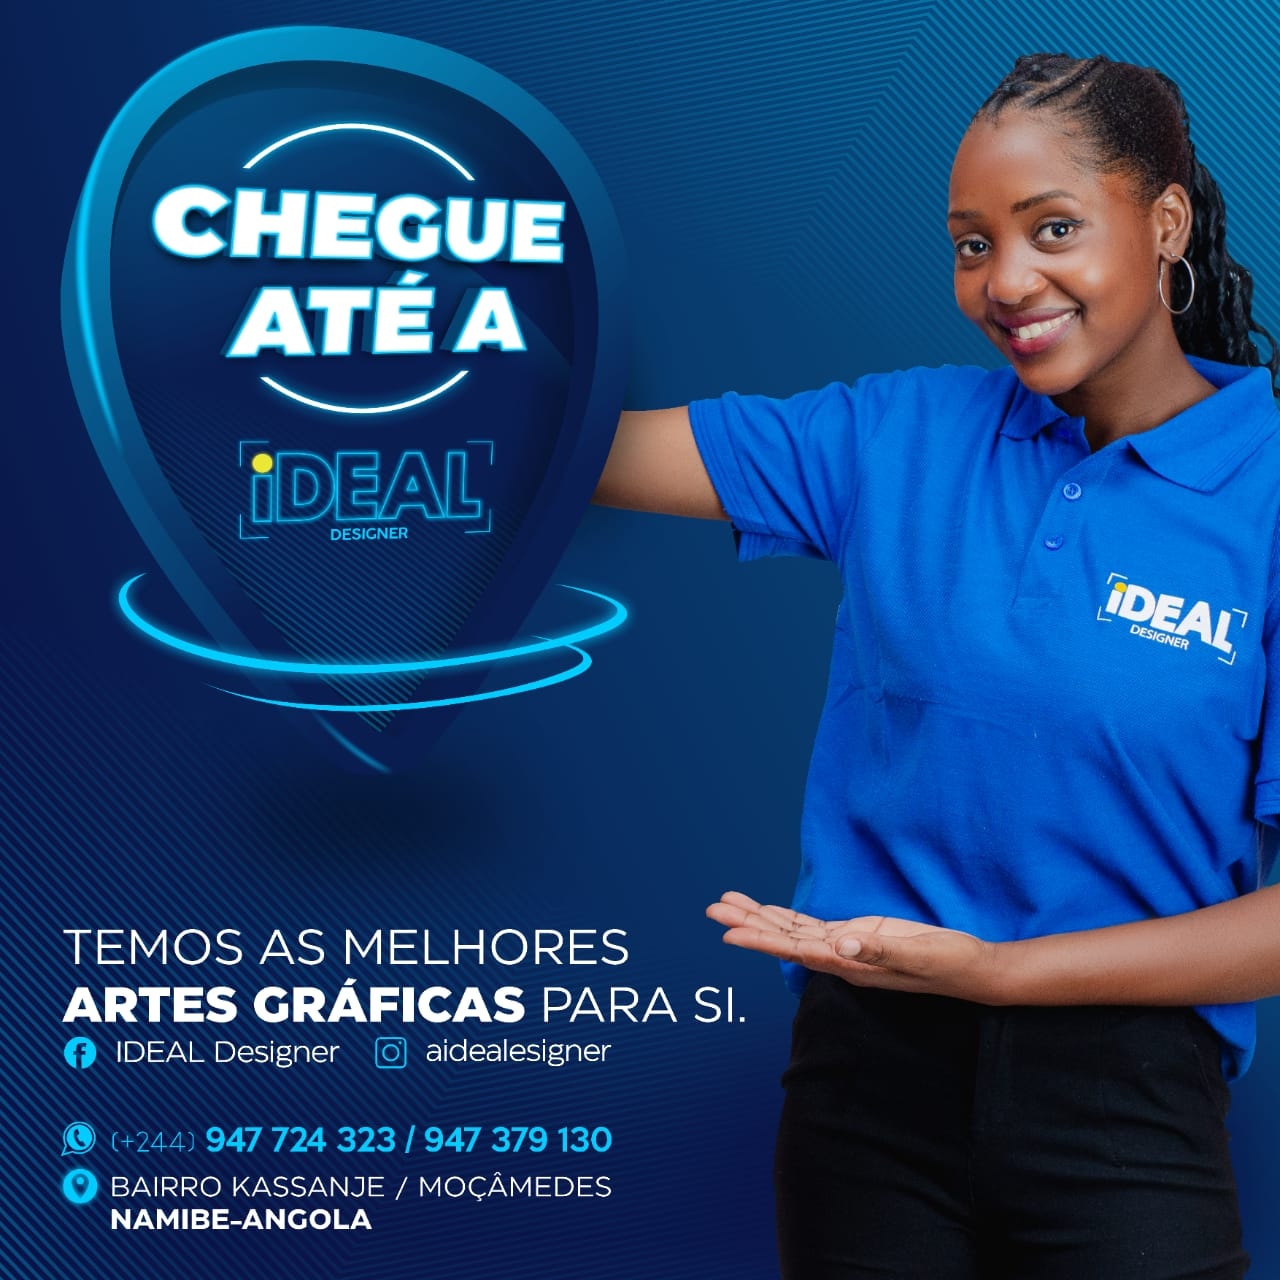 CHEGUE
ATÉ A
iDEAL
DESIGNER
iDEAL
DESIGNER
TEMOS AS MELHORES
ARTES GRÁFICAS PARA SI.
IDEAL Designer aidealesigner
(+244) 947 724 323 / 947 379 130
BAIRRO KASSANJE / MOÇÂMEDES
NAMIBE-ANGOLA